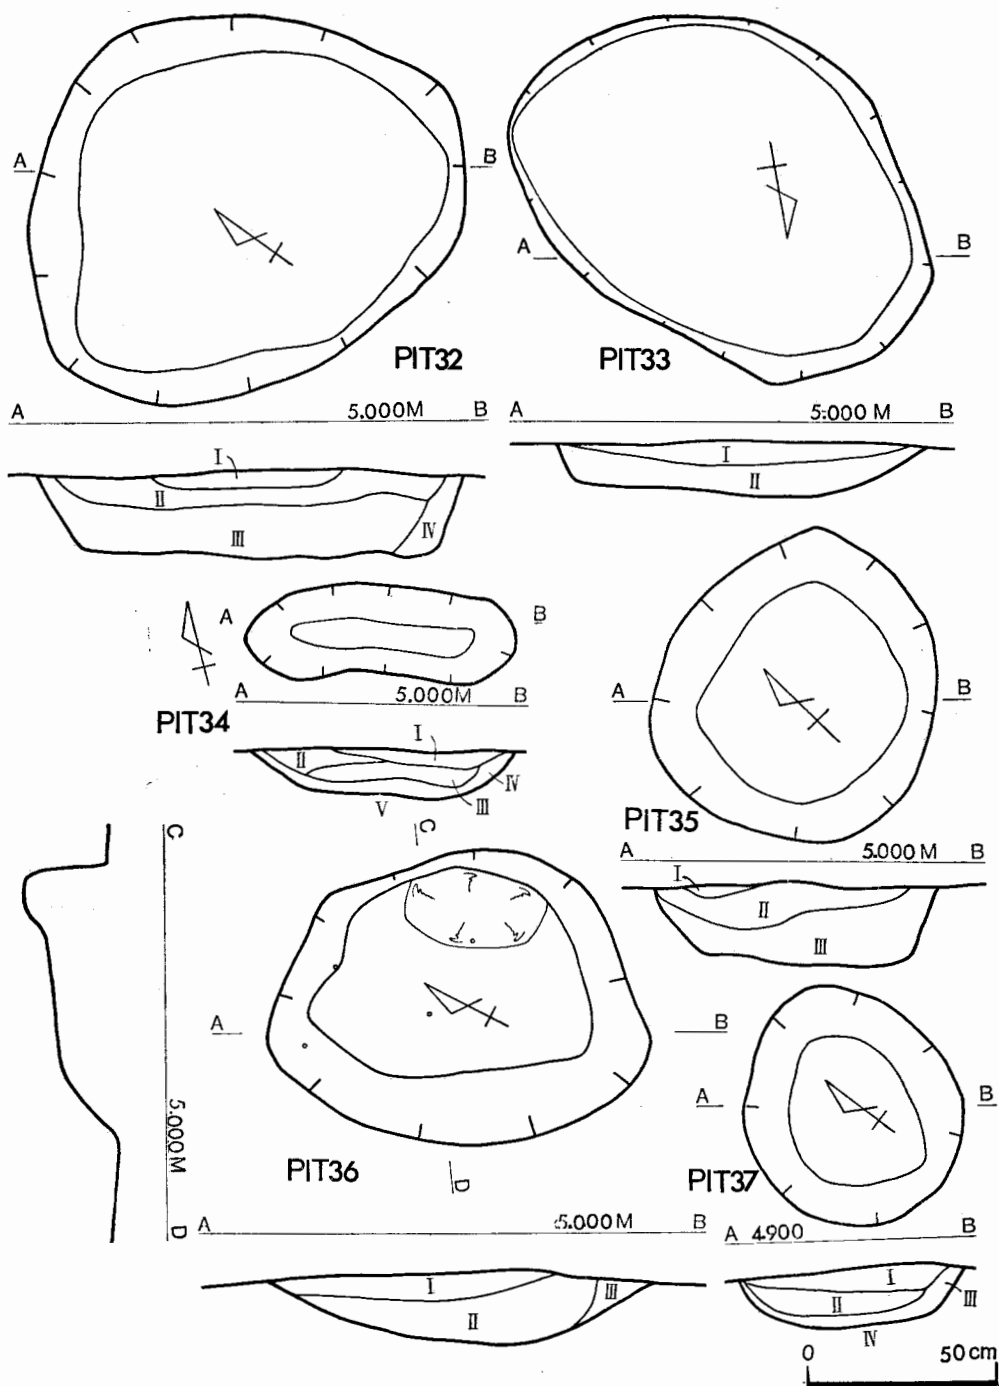 A B
PIT32
A 5.000M B
I
II
III IV
A B
PIT33
A 5.000 M B
I
II
A B
PIT34
A 5.000M B
I
II IV
V III
A B
PIT35
A 5.000M B
I
II
III
C
C
A B
PIT36
D
5.000M
D
A 5.000M B
I III
II
A B
PIT37
A 4.900 B
I
II III
IV
0 50cm